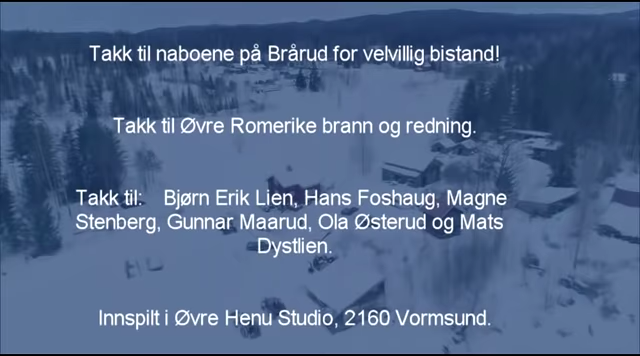 Takk til naboene på Brårud for velvillig bistand!
Takk til Øvre Romerike brann og redning.
Takk til: Bjørn Erik Lien, Hans Foshaug, Magne
Stenberg, Gunnar Maarud, Ola Østerud og Mats
Dystlien.
Innspilt i Øvre Henu Studio, 2160 Vormsund.